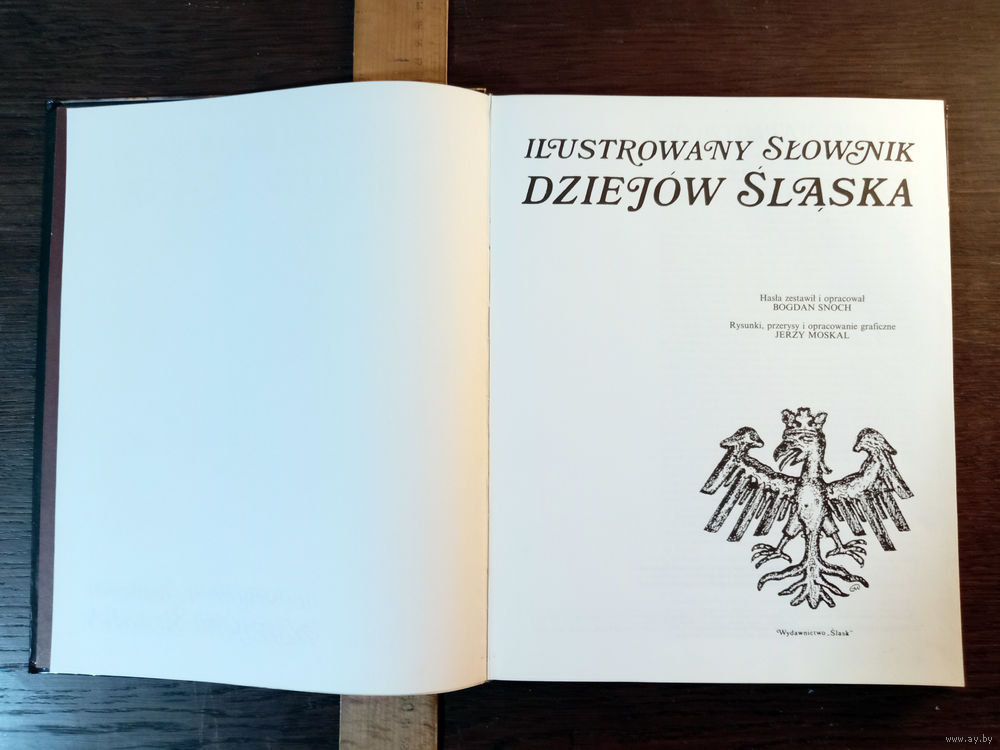 ILUSTROWANY SŁOWNIK
DZIEJÓW ŚLĄSKA
Hasła zestawił i opracował
BOGDAN SNOCH
Rysunki, przerysy i opracowanie graficzne
JERZY MOSKAL
Wydawnictwo „Śląsk”
www.ay.by